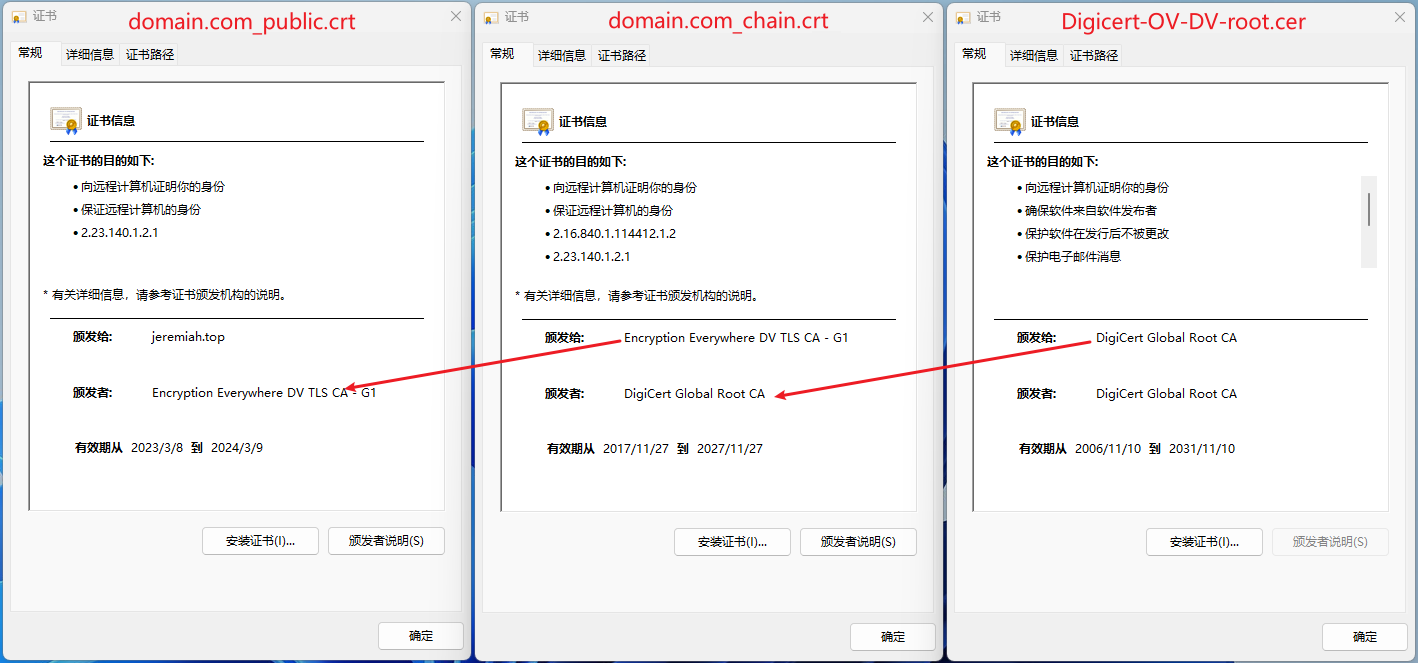 证书
domain.com_public.crt
常规
详细信息
证书路径
证书信息
这个证书的目的如下:
• 向远程计算机证明你的身份
• 保证远程计算机的身份
• 2.23.140.1.2.1
* 有关详细信息，请参考证书颁发机构的说明。
颁发给: jeremiah.top
颁发者: Encryption Everywhere DV TLS CA - G1
有效期从 2023/3/8 到 2024/3/9
安装证书(I)...
颁发者说明(S)
确定
证书
domain.com_chain.crt
常规
详细信息
证书路径
证书信息
这个证书的目的如下:
• 向远程计算机证明你的身份
• 保证远程计算机的身份
• 2.16.840.1.114412.1.2
• 2.23.140.1.2.1
* 有关详细信息，请参考证书颁发机构的说明。
颁发给: Encryption Everywhere DV TLS CA - G1
颁发者: DigiCert Global Root CA
有效期从 2017/11/27 到 2027/11/27
安装证书(I)...
颁发者说明(S)
确定
证书
Digicert-OV-DV-root.cer
常规
详细信息
证书路径
证书信息
这个证书的目的如下:
• 向远程计算机证明你的身份
• 确保软件来自软件发布者
• 保护软件在发行后不被更改
• 保护电子邮件消息
颁发给: DigiCert Global Root CA
颁发者: DigiCert Global Root CA
有效期从 2006/11/10 到 2031/11/10
安装证书(I)...
颁发者说明(S)
确定